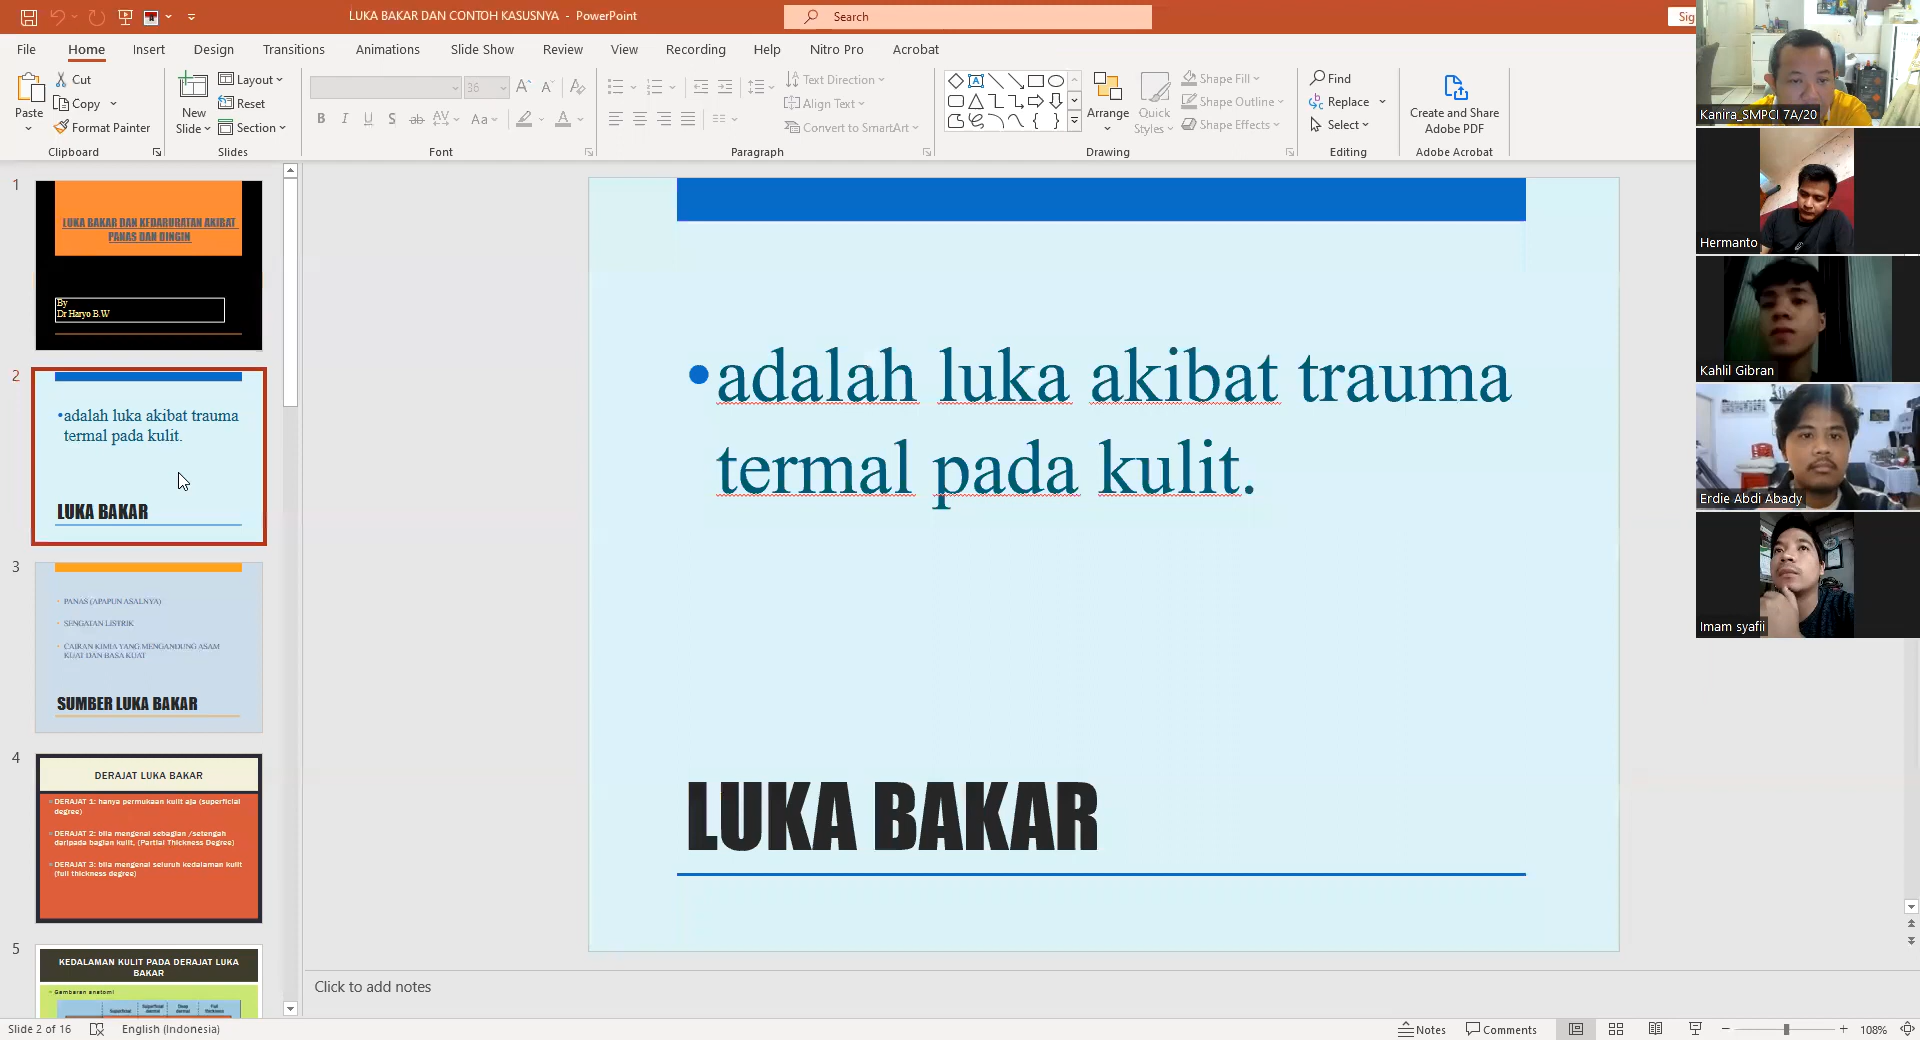 LUKA BAKAR DAN CONTOH KASUSNYA - PowerPoint
Search
File Home Insert Design Transitions Animations Slide Show Review View Recording Help Nitro Pro Acrobat
Paste
Cut
Copy
Format Painter
Clipboard
New Slide
Layout
Reset
Section
Slides
36
Font
Text Direction
Align Text
Convert to SmartArt
Paragraph
Arrange
Quick Styles
Shape Fill
Shape Outline
Shape Effects
Drawing
Find
Replace
Select
Editing
Create and Share
Adobe PDF
Adobe Acrobat
Kanira_SMPCI 7A/20
Hermanto
Kahlil Gibran
Erdie Abdi Abady
Imam syafii
1
LUKA BAKAR DAN KEDARURATAN AKIBAT
PANAS DAN DINGIN
By
Dr Haryo B.W
2
•adalah luka akibat trauma
termal pada kulit.
LUKA BAKAR
3
PANAS (APAPUN ASALNYA)
SENGATAN LISTRIK
CAIRAN KIMIA YANG MENGANDUNG ASAM
KUAT DAN BASA KUAT
SUMBER LUKA BAKAR
4
DERAJAT LUKA BAKAR
DERAJAT 1: hanya permukaan kulit aja (superficial
degree)
DERAJAT 2: bila mengenai sebagian /setengah
daripada bagian kulit. (Partial Thickness Degree)
DERAJAT 3: bila mengenai seluruh kedalaman kulit
(full thickness degree)
5
KEDALAMAN KULIT PADA DERAJAT LUKA
BAKAR
Gambaran anatomi
•adalah luka akibat trauma
termal pada kulit.
LUKA BAKAR
Click to add notes
Slide 2 of 16
English (Indonesia)
Notes
Comments
108%